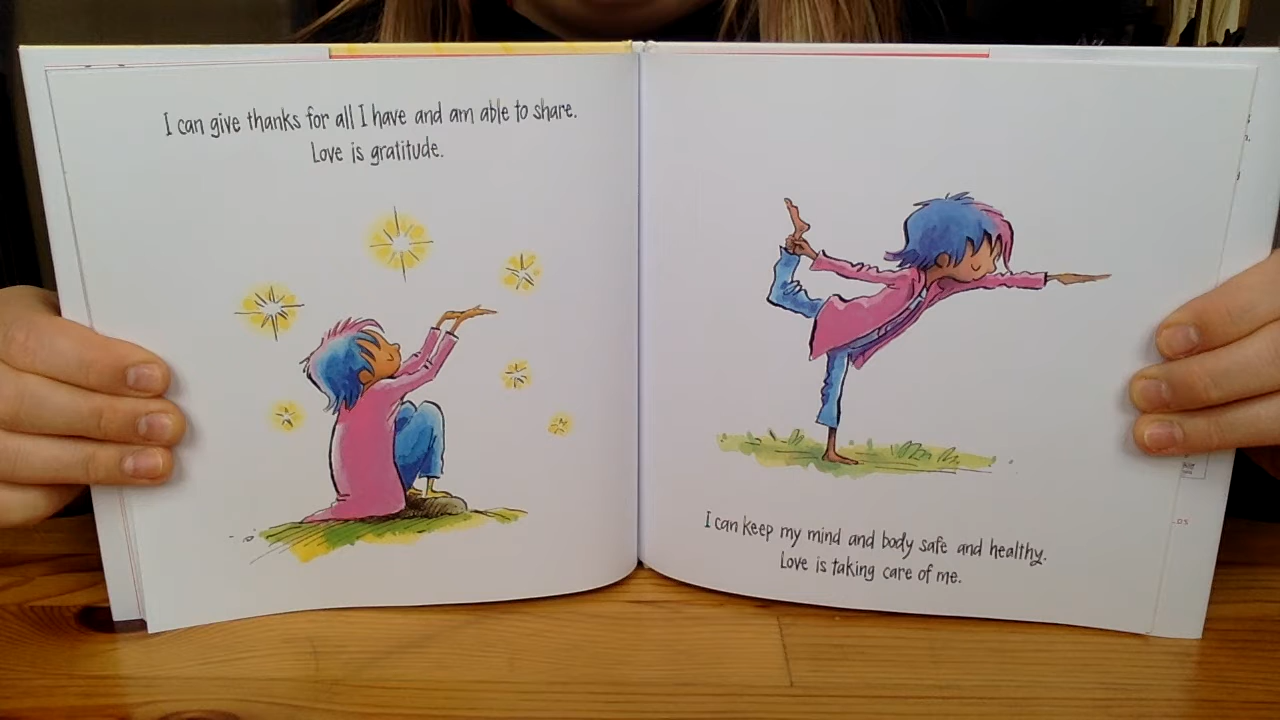 I can give thanks for all I have and am able to share.
Love is gratitude.
I can keep my mind and body safe and healthy.
Love is taking care of me.